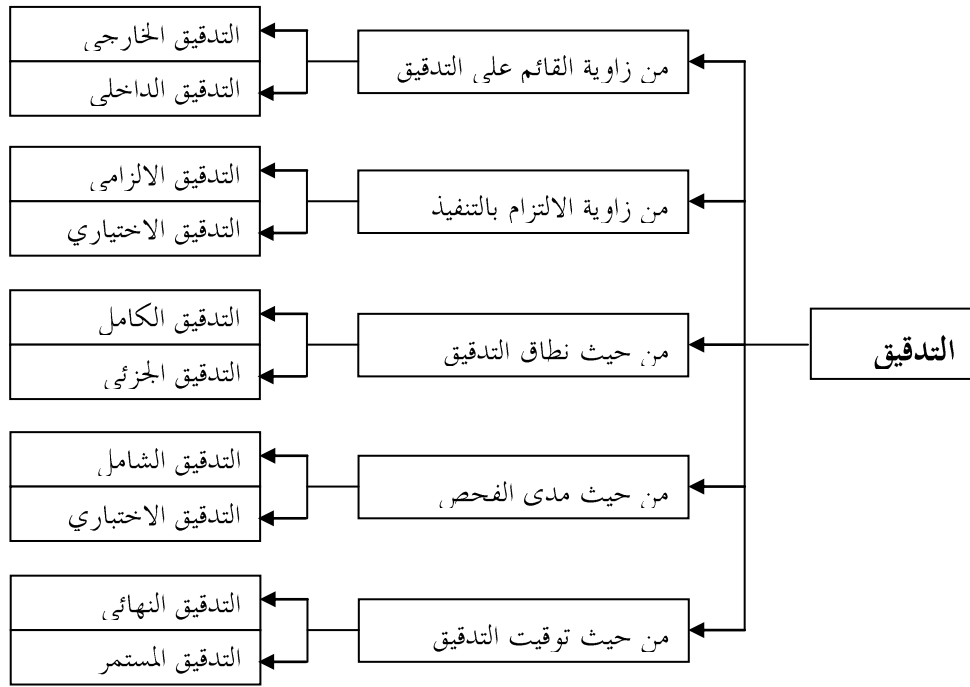 التدقيق
من زاوية القائم على التدقيق
التدقيق الخارجي
التدقيق الداخلي
من زاوية الالتزام بالتنفيذ
التدقيق الالزامي
التدقيق الاختياري
من حيث نطاق التدقيق
التدقيق الكامل
التدقيق الجزئي
من حيث مدى الفحص
التدقيق الشامل
التدقيق الاختباري
من حيث توقيت التدقيق
التدقيق النهائي
التدقيق المستمر